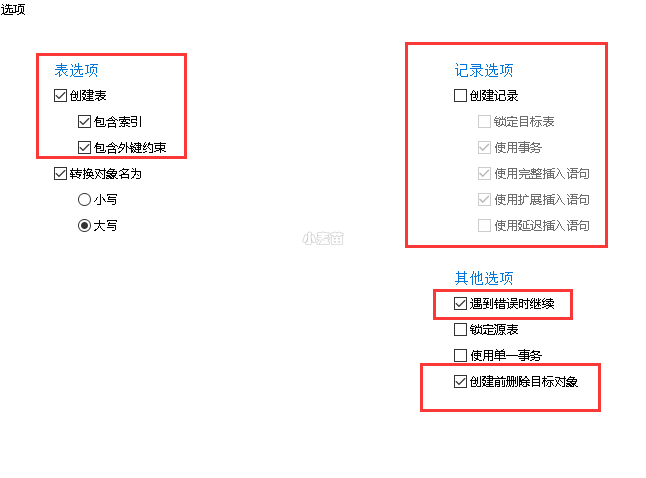 选项
表选项
创建表
包含索引
包含外键约束
转换对象名为
小写
大写
记录选项
创建记录
锁定目标表
使用事务
使用完整插入语句
使用扩展插入语句
使用延迟插入语句
其他选项
遇到错误时继续
锁定源表
使用单一事务
创建前删除目标对象
小麦苗